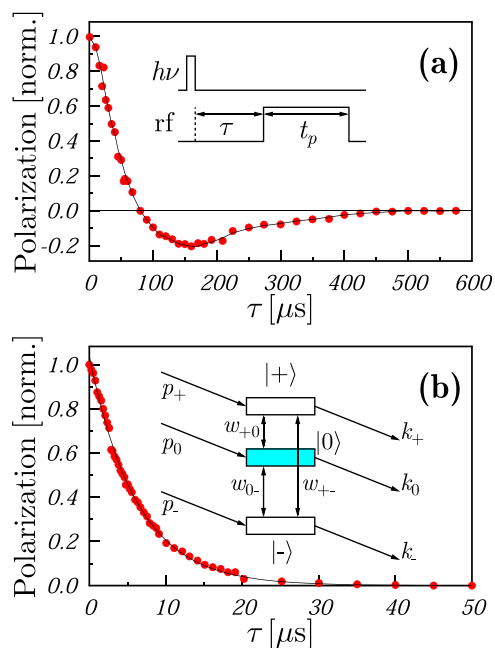 (a)
Polarization [norm.]
1.0
0.8
0.6
0.4
0.2
0.0
-0.2
hν
rf
τ
t_p
0 100 200 300 400 500 600
τ [μs]
(b)
Polarization [norm.]
1.0
0.8
0.6
0.4
0.2
0.0
|+⟩
p_+
w_{+0}
|0⟩
k_+
p_0
w_{0-}
w_{+-}
k_0
p_-
|-⟩
k_-
0 10 20 30 40 50
τ [μs]